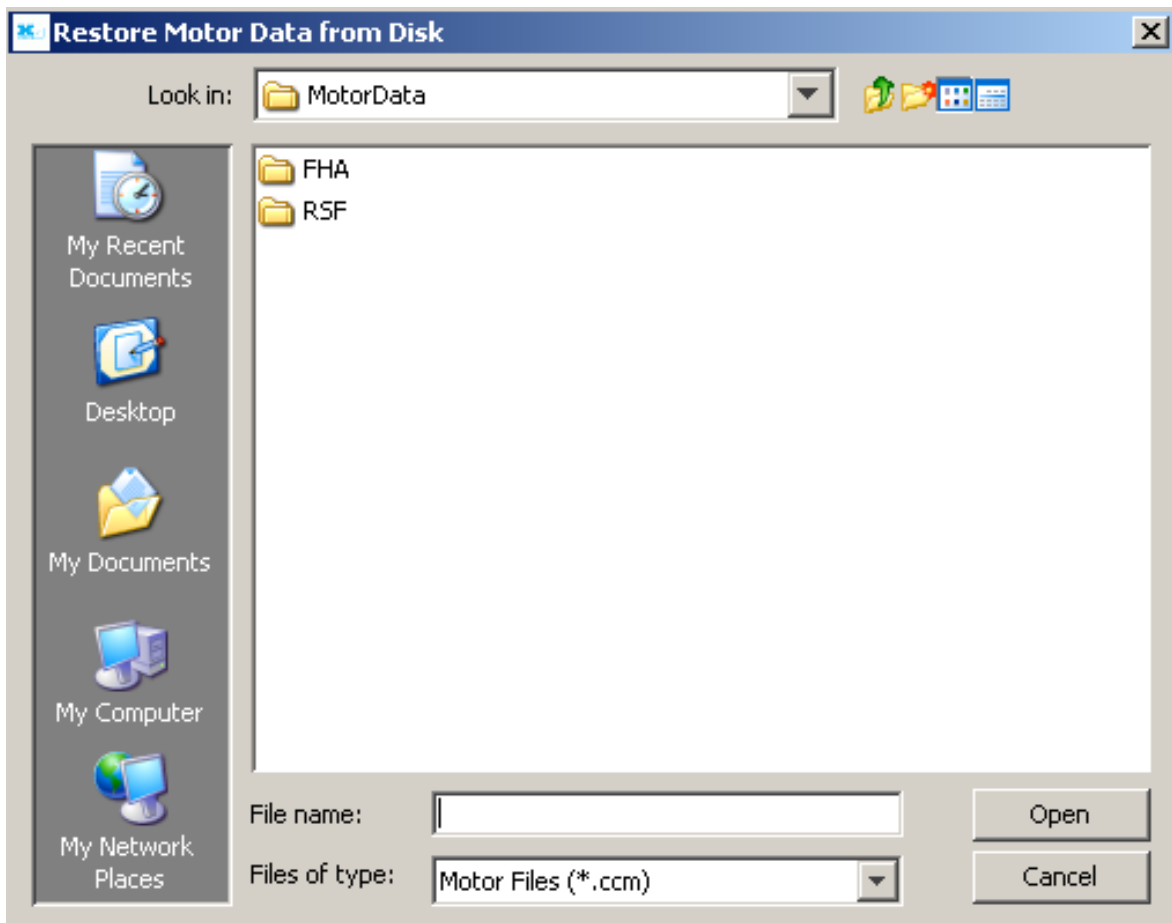 Restore Motor Data from Disk
Look in:
MotorData
FHA
RSF
My Recent
Documents
Desktop
My Documents
My Computer
My Network
Places
File name:
Open
Files of type:
Motor Files (*.ccm)
Cancel